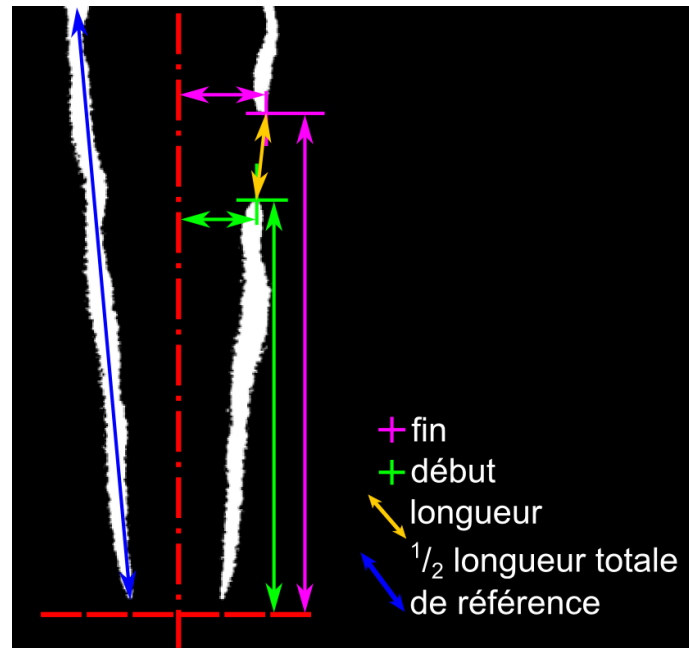 fin
début
longueur
1/2 longueur totale
de référence